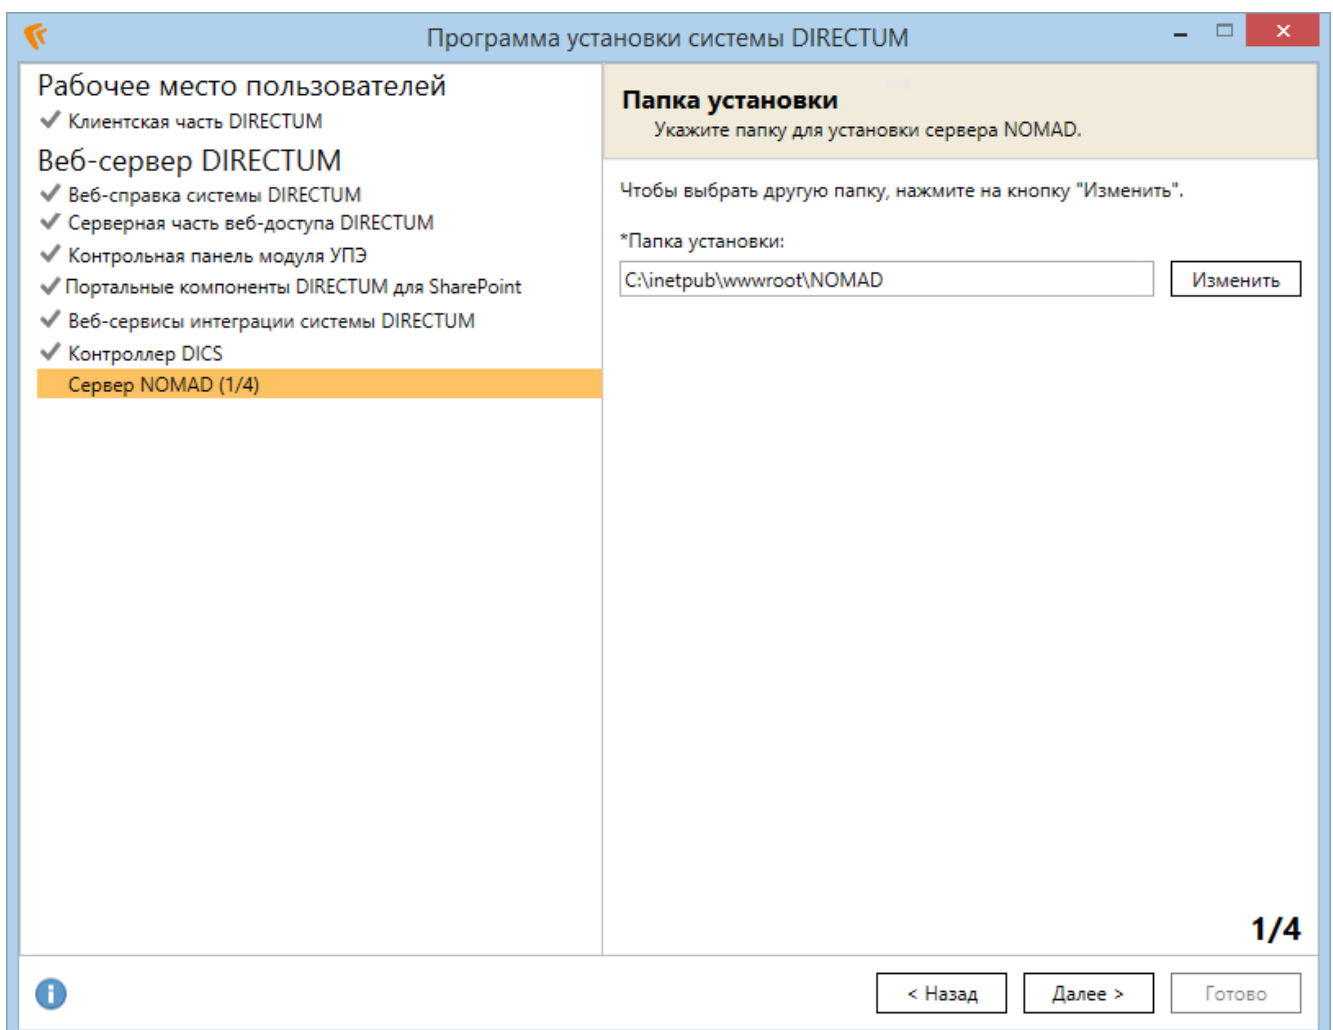 Программа установки системы DIRECTUM
Рабочее место пользователей
Клиентская часть DIRECTUM
Веб-сервер DIRECTUM
Веб-справка системы DIRECTUM
Серверная часть веб-доступа DIRECTUM
Контрольная панель модуля УПЭ
Портальные компоненты DIRECTUM для SharePoint
Веб-сервисы интеграции системы DIRECTUM
Контроллер DICS
Сервер NOMAD (1/4)
Папка установки
Укажите папку для установки сервера NOMAD.
Чтобы выбрать другую папку, нажмите на кнопку "Изменить".
*Папка установки:
C:\inetpub\wwwroot\NOMAD
Изменить
1/4
< Назад
Далее >
Готово